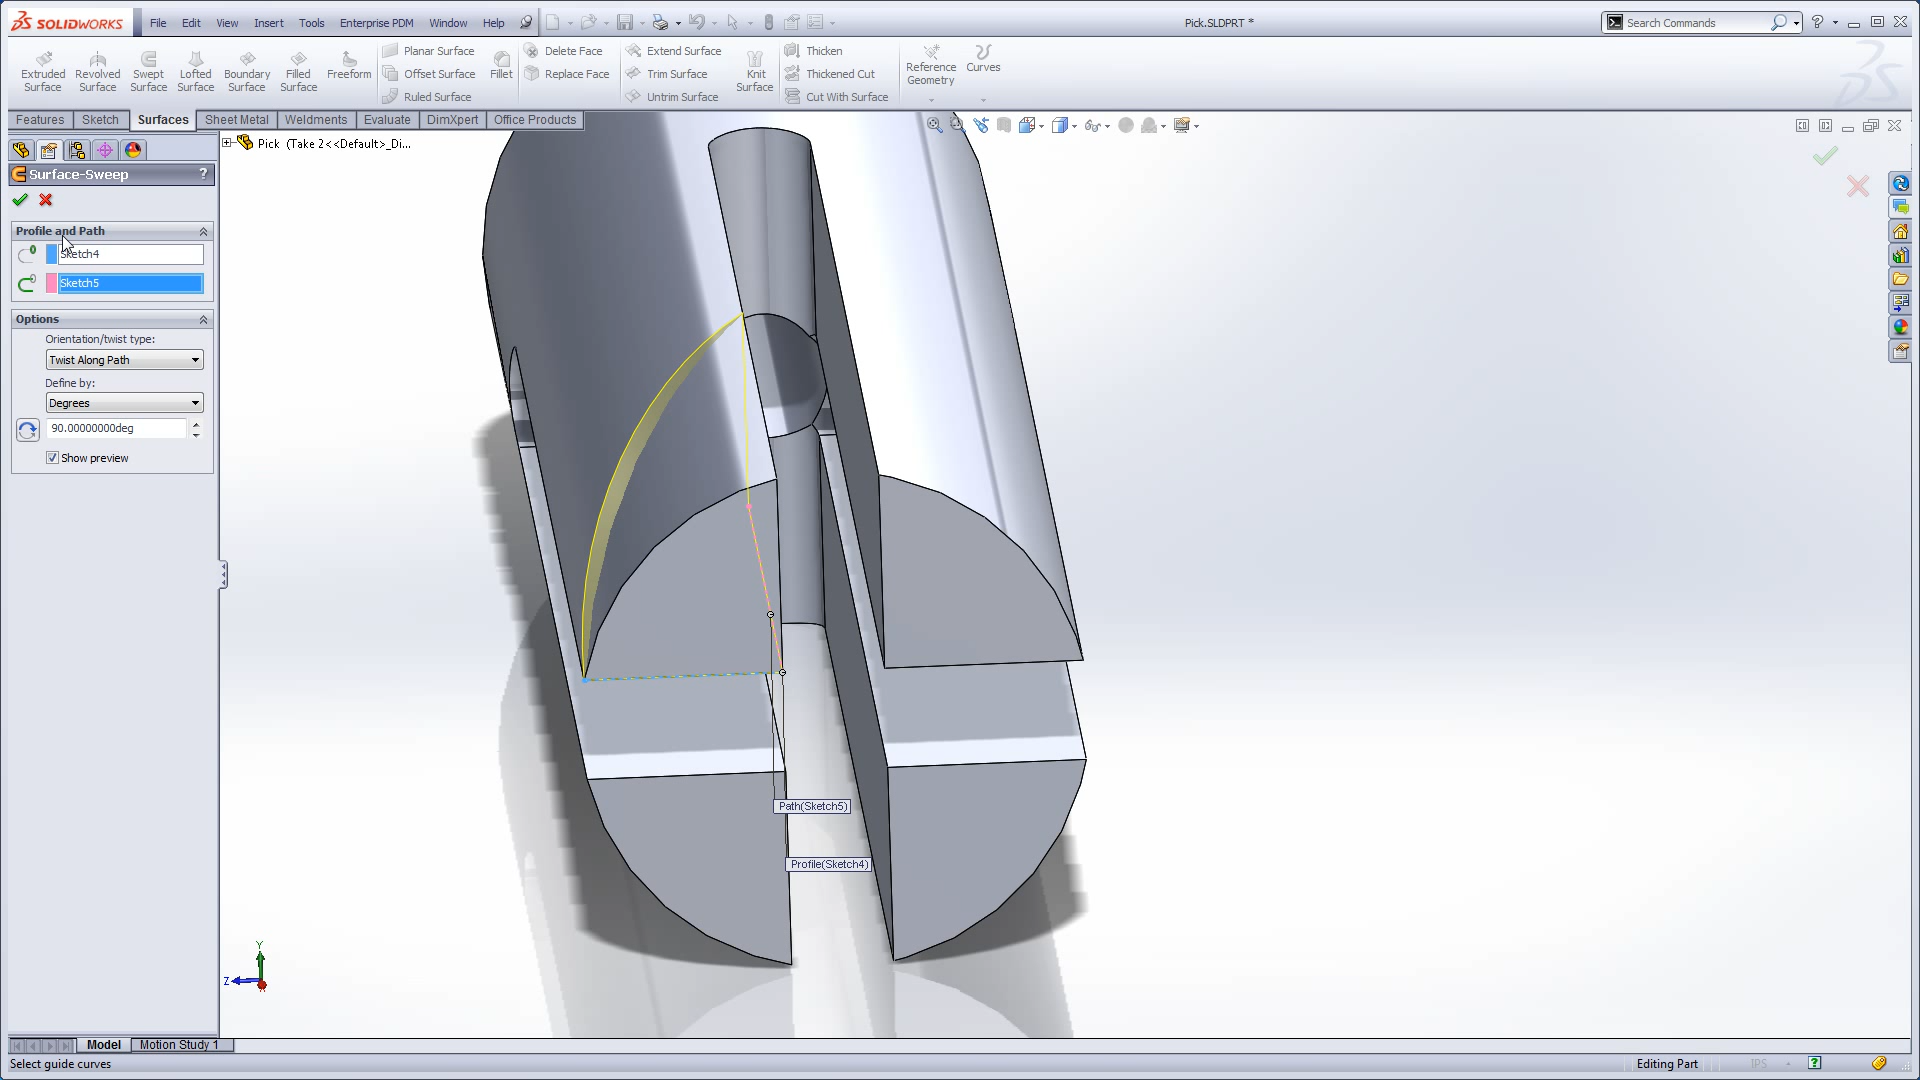 SOLIDWORKS File Edit View Insert Tools Enterprise PDM Window Help Pick.SLDPRT * Search Commands
Extruded Surface
Revolved Surface
Swept Surface
Lofted Surface
Boundary Surface
Filled Surface
Freeform
Planar Surface
Offset Surface
Ruled Surface
Fillet
Delete Face
Replace Face
Extend Surface
Trim Surface
Untrim Surface
Knit Surface
Thicken
Thickened Cut
Cut With Surface
Reference Geometry
Curves
Features Sketch Surfaces Sheet Metal Weldments Evaluate DimXpert Office Products
Pick (Take 2<<Default>_Di...
Surface-Sweep ?
Profile and Path
Sketch4
Sketch5
Options
Orientation/twist type:
Twist Along Path
Define by:
Degrees
90.00000000deg
Show preview
Path(Sketch5)
Profile(Sketch4)
Y
Z
Model Motion Study 1
Select guide curves Editing Part IPS